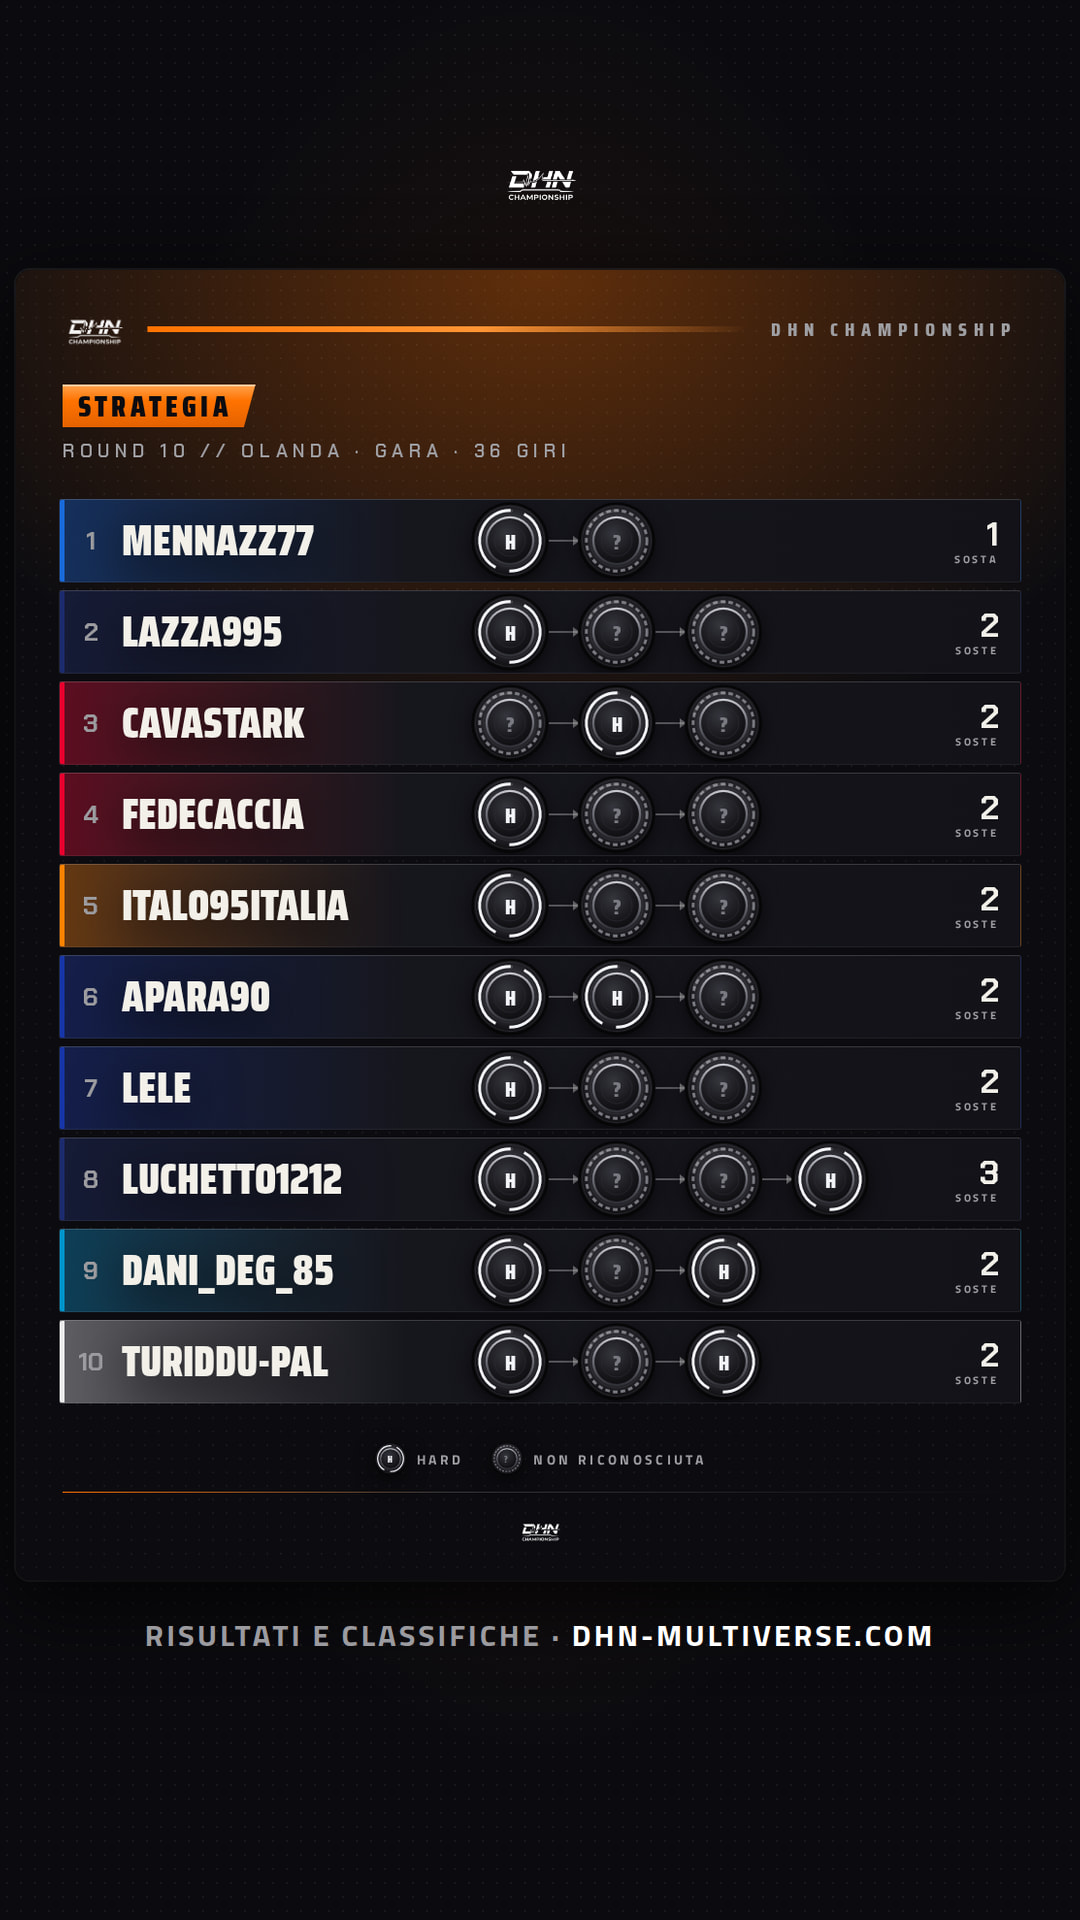 DHN
CHAMPIONSHIP
DHN
CHAMPIONSHIP
DHN CHAMPIONSHIP
STRATEGIA
ROUND 10 // OLANDA · GARA · 36 GIRI
1 MENNAZZ77 H ? 1
SOSTA
2 LAZZA995 H ? ? 2
SOSTE
3 CAVASTARK ? H ? 2
SOSTE
4 FEDECACCIA H ? ? 2
SOSTE
5 ITALO95ITALIA H ? ? 2
SOSTE
6 APARA90 H H ? 2
SOSTE
7 LELE H ? ? 2
SOSTE
8 LUCHETTO1212 H ? ? H 3
SOSTE
9 DANI_DEG_85 H ? H 2
SOSTE
10 TURIDDU-PAL H ? H 2
SOSTE
H HARD ? NON RICONOSCIUTA
DHN
CHAMPIONSHIP
RISULTATI E CLASSIFICHE · DHN-MULTIVERSE.COM